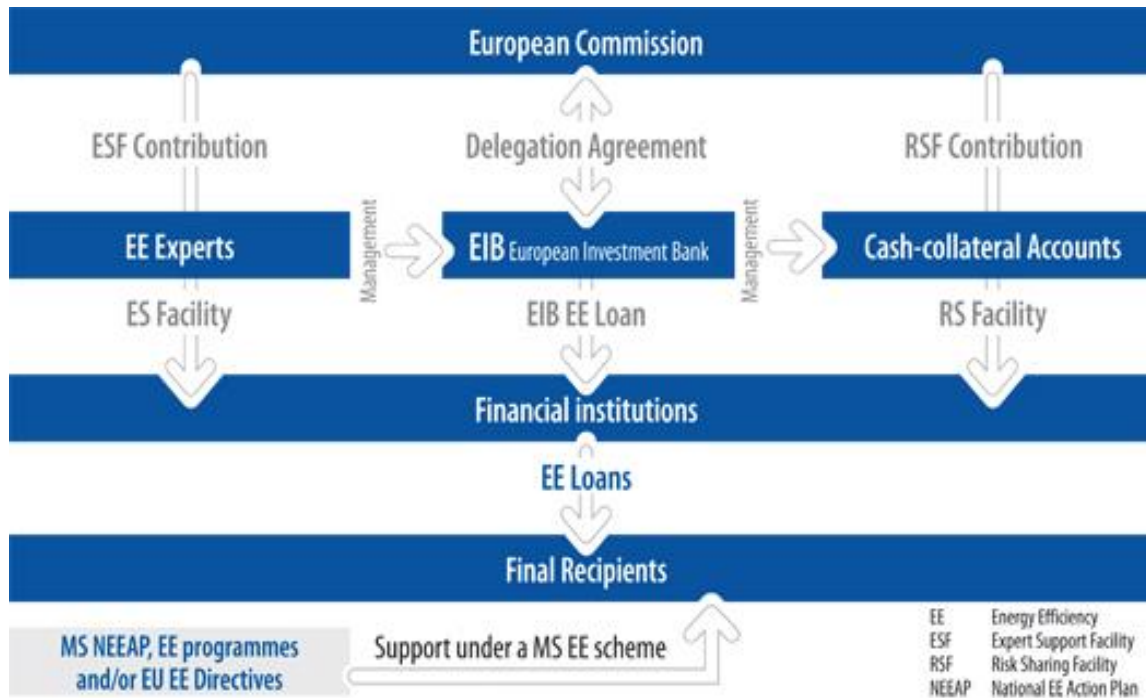 European Commission
ESF Contribution
Delegation Agreement
RSF Contribution
EE Experts
Management
EIB European Investment Bank
Management
Cash-collateral Accounts
ES Facility
EIB EE Loan
RS Facility
Financial institutions
EE Loans
Final Recipients
MS NEEAP, EE programmes
and/or EU EE Directives
Support under a MS EE scheme
EE Energy Efficiency
ESF Expert Support Facility
RSF Risk Sharing Facility
NEEAP National EE Action Plan